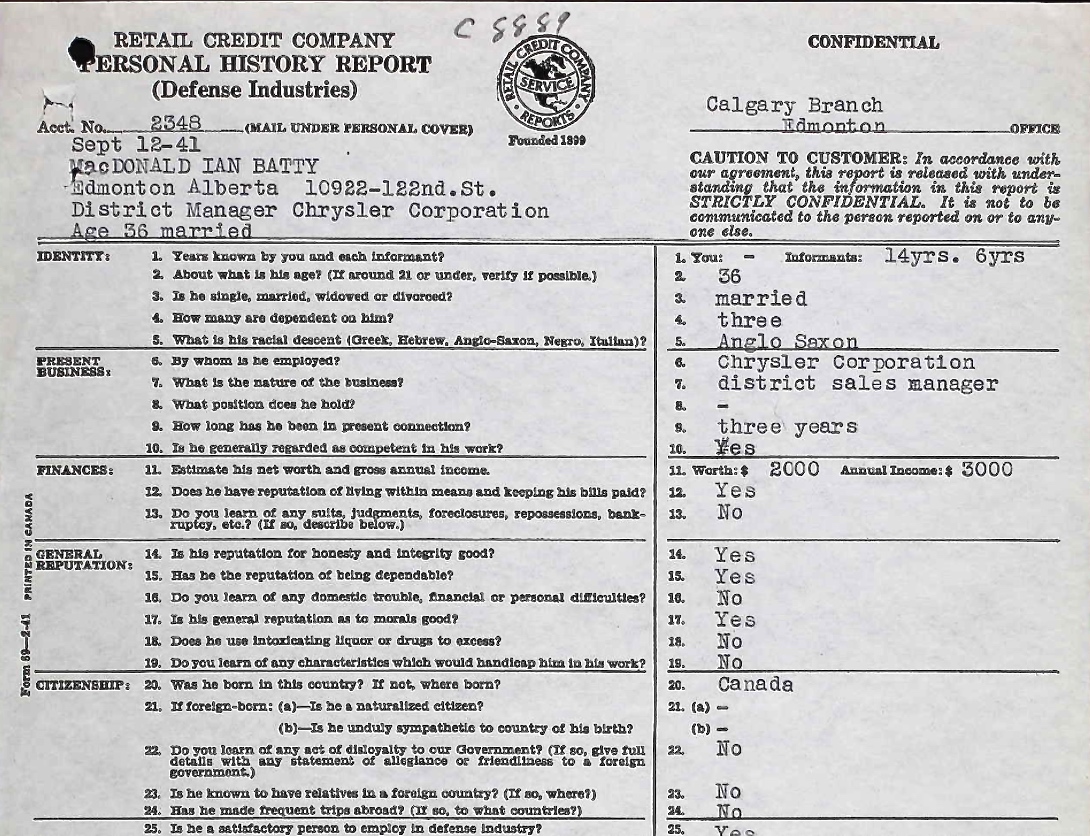 C 8889
RETAIL CREDIT COMPANY
PERSONAL HISTORY REPORT
(Defense Industries)
RETAIL CREDIT COMPANY
SERVICE
REPORTS
Founded 1899
CONFIDENTIAL
Calgary Branch
Edmonton OFFICE
Acct. No. 2348 (MAIL UNDER PERSONAL COVER)
Sept 12-41
MacDONALD IAN BATTY
Edmonton Alberta 10922-122nd.St.
District Manager Chrysler Corporation
Age 36 married
CAUTION TO CUSTOMER: In accordance with
our agreement, this report is released with under-
standing that the information in this report is
STRICTLY CONFIDENTIAL. It is not to be
communicated to the person reported on or to any-
one else.
IDENTITY: 1. Years known by you and each informant? 1. You: - Informants: 14yrs. 6yrs
2. About what is his age? (If around 21 or under, verify if possible.) 2. 36
3. Is he single, married, widowed or divorced? 3. married
4. How many are dependent on him? 4. three
5. What is his racial descent (Greek, Hebrew, Anglo-Saxon, Negro, Italian)? 5. Anglo Saxon
PRESENT BUSINESS: 6. By whom is he employed? 6. Chrysler Corporation
7. What is the nature of the business? 7. district sales manager
8. What position does he hold? 8. -
9. How long has he been in present connection? 9. three years
10. Is he generally regarded as competent in his work? 10. Yes
FINANCES: 11. Estimate his net worth and gross annual income. 11. Worth: $ 2000 Annual Income: $ 3000
12. Does he have reputation of living within means and keeping his bills paid? 12. Yes
13. Do you learn of any suits, judgments, foreclosures, repossessions, bank-
ruptcy, etc.? (If so, describe below.) 13. No
GENERAL REPUTATION: 14. Is his reputation for honesty and integrity good? 14. Yes
15. Has he the reputation of being dependable? 15. Yes
16. Do you learn of any domestic trouble, financial or personal difficulties? 16. No
17. Is his general reputation as to morals good? 17. Yes
18. Does he use intoxicating liquor or drugs to excess? 18. No
19. Do you learn of any characteristics which would handicap him in his work? 19. No
CITIZENSHIP: 20. Was he born in this country? If not, where born? 20. Canada
21. If foreign-born: (a)—Is he a naturalized citizen? 21. (a) -
(b)—Is he unduly sympathetic to country of his birth? (b) -
22. Do you learn of any act of disloyalty to our Government? (If so, give full
details with any statement of allegiance or friendliness to a foreign
government.) 22. No
23. Is he known to have relatives in a foreign country? (If so, where?) 23. No
24. Has he made frequent trips abroad? (If so, to what countries?) 24. No
25. Is he a satisfactory person to employ in defense industry? 25. Yes
Form 69—2-41 PRINTED IN CANADA